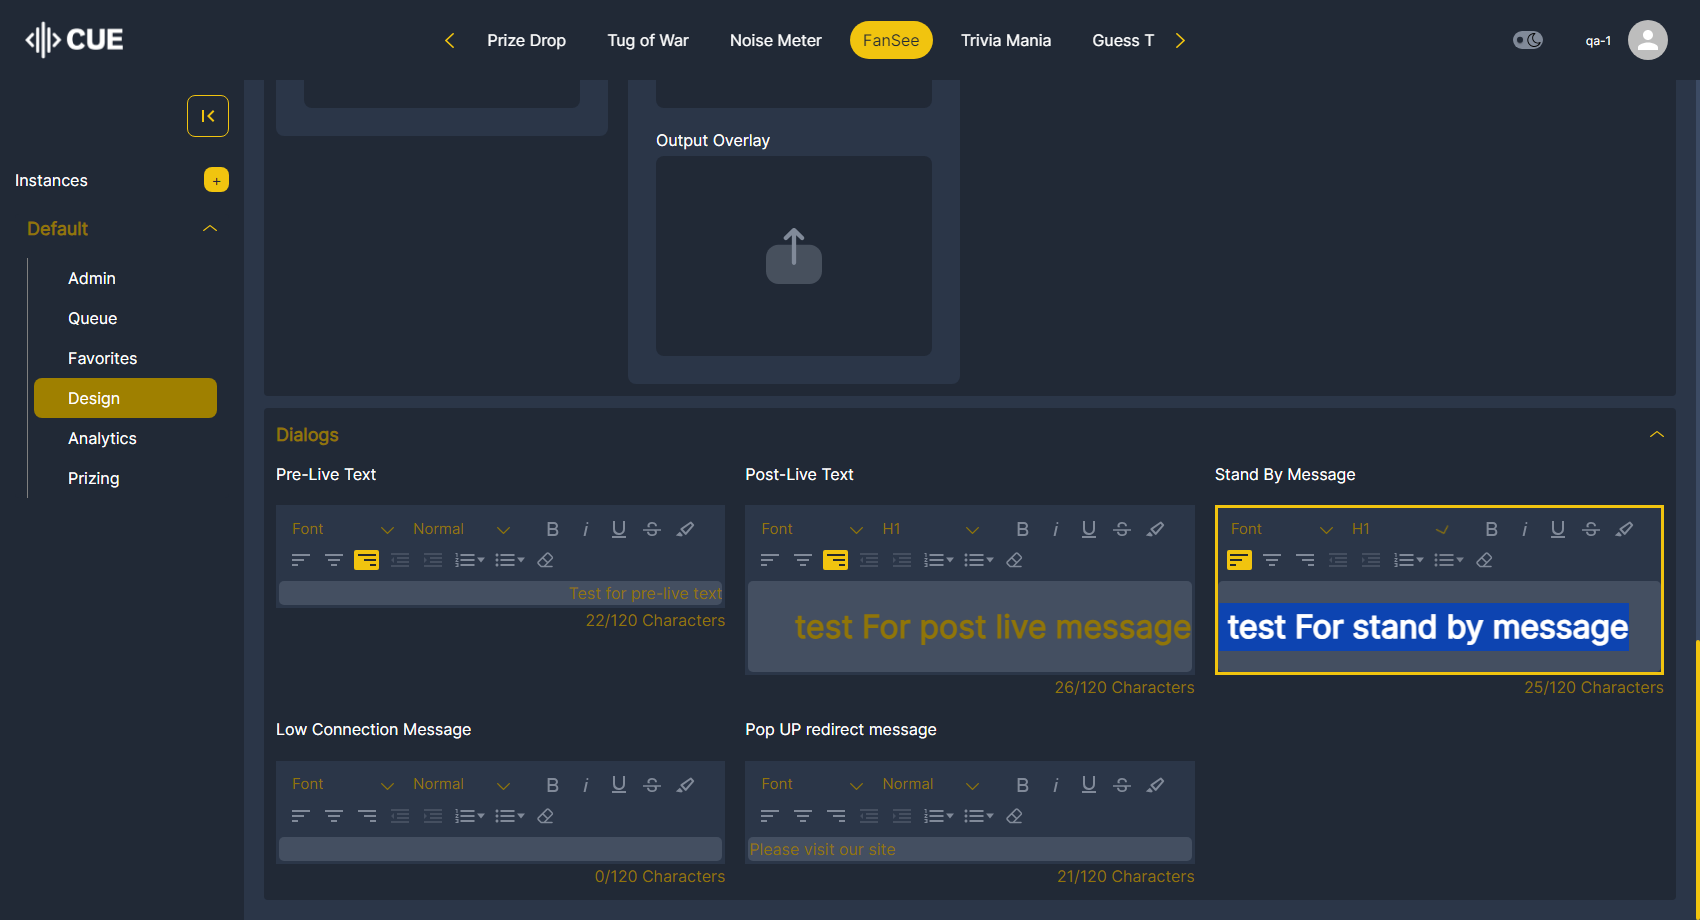 CUE
Prize Drop
Tug of War
Noise Meter
FanSee
Trivia Mania
Guess T
qa-1
Instances
+
Default
Admin
Queue
Favorites
Design
Analytics
Prizing
Output Overlay
Dialogs
Pre-Live Text
Font Normal B i U S
Test for pre-live text
22/120 Characters
Post-Live Text
Font H1 B i U S
test For post live message
26/120 Characters
Stand By Message
Font H1 B i U S
test For stand by message
25/120 Characters
Low Connection Message
Font Normal B i U S
0/120 Characters
Pop UP redirect message
Font Normal B i U S
Please visit our site
21/120 Characters